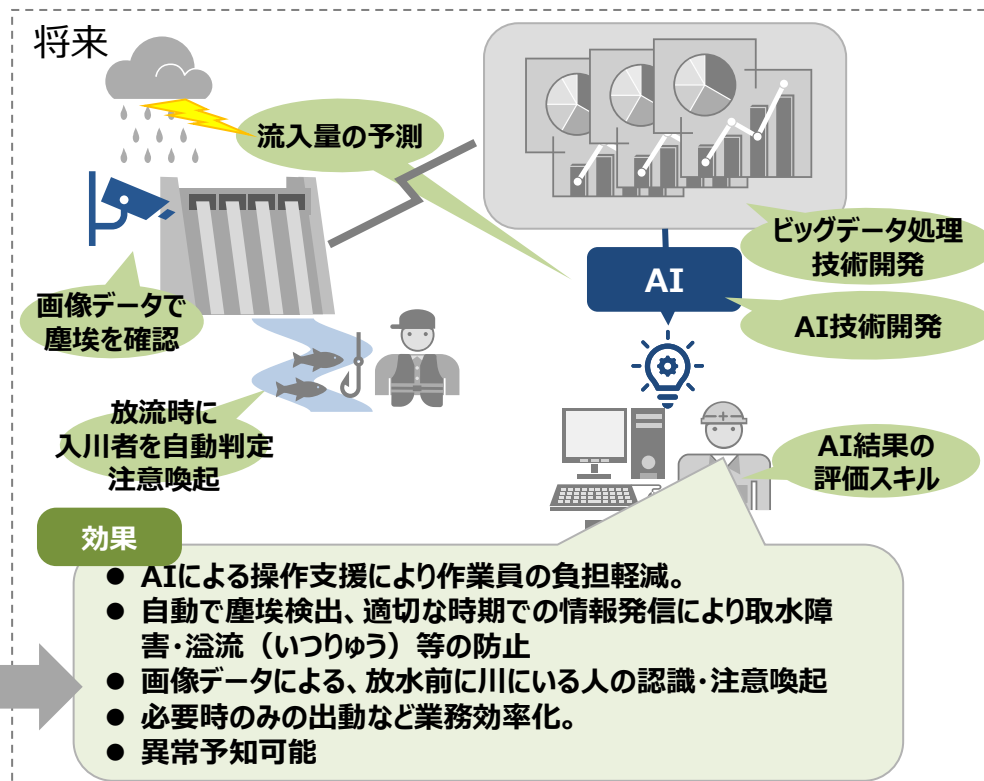 将来
流入量の予測
ビッグデータ処理
技術開発
AI
AI技術開発
画像データで
塵埃を確認
放流時に
入川者を自動判定
注意喚起
AI結果の
評価スキル
効果
● AIによる操作支援により作業員の負担軽減。
● 自動で塵埃検出、適切な時期での情報発信により取水障
害・溢流（いつりゅう）等の防止
● 画像データによる、放水前に川にいる人の認識・注意喚起
● 必要時のみの出動など業務効率化。
● 異常予知可能